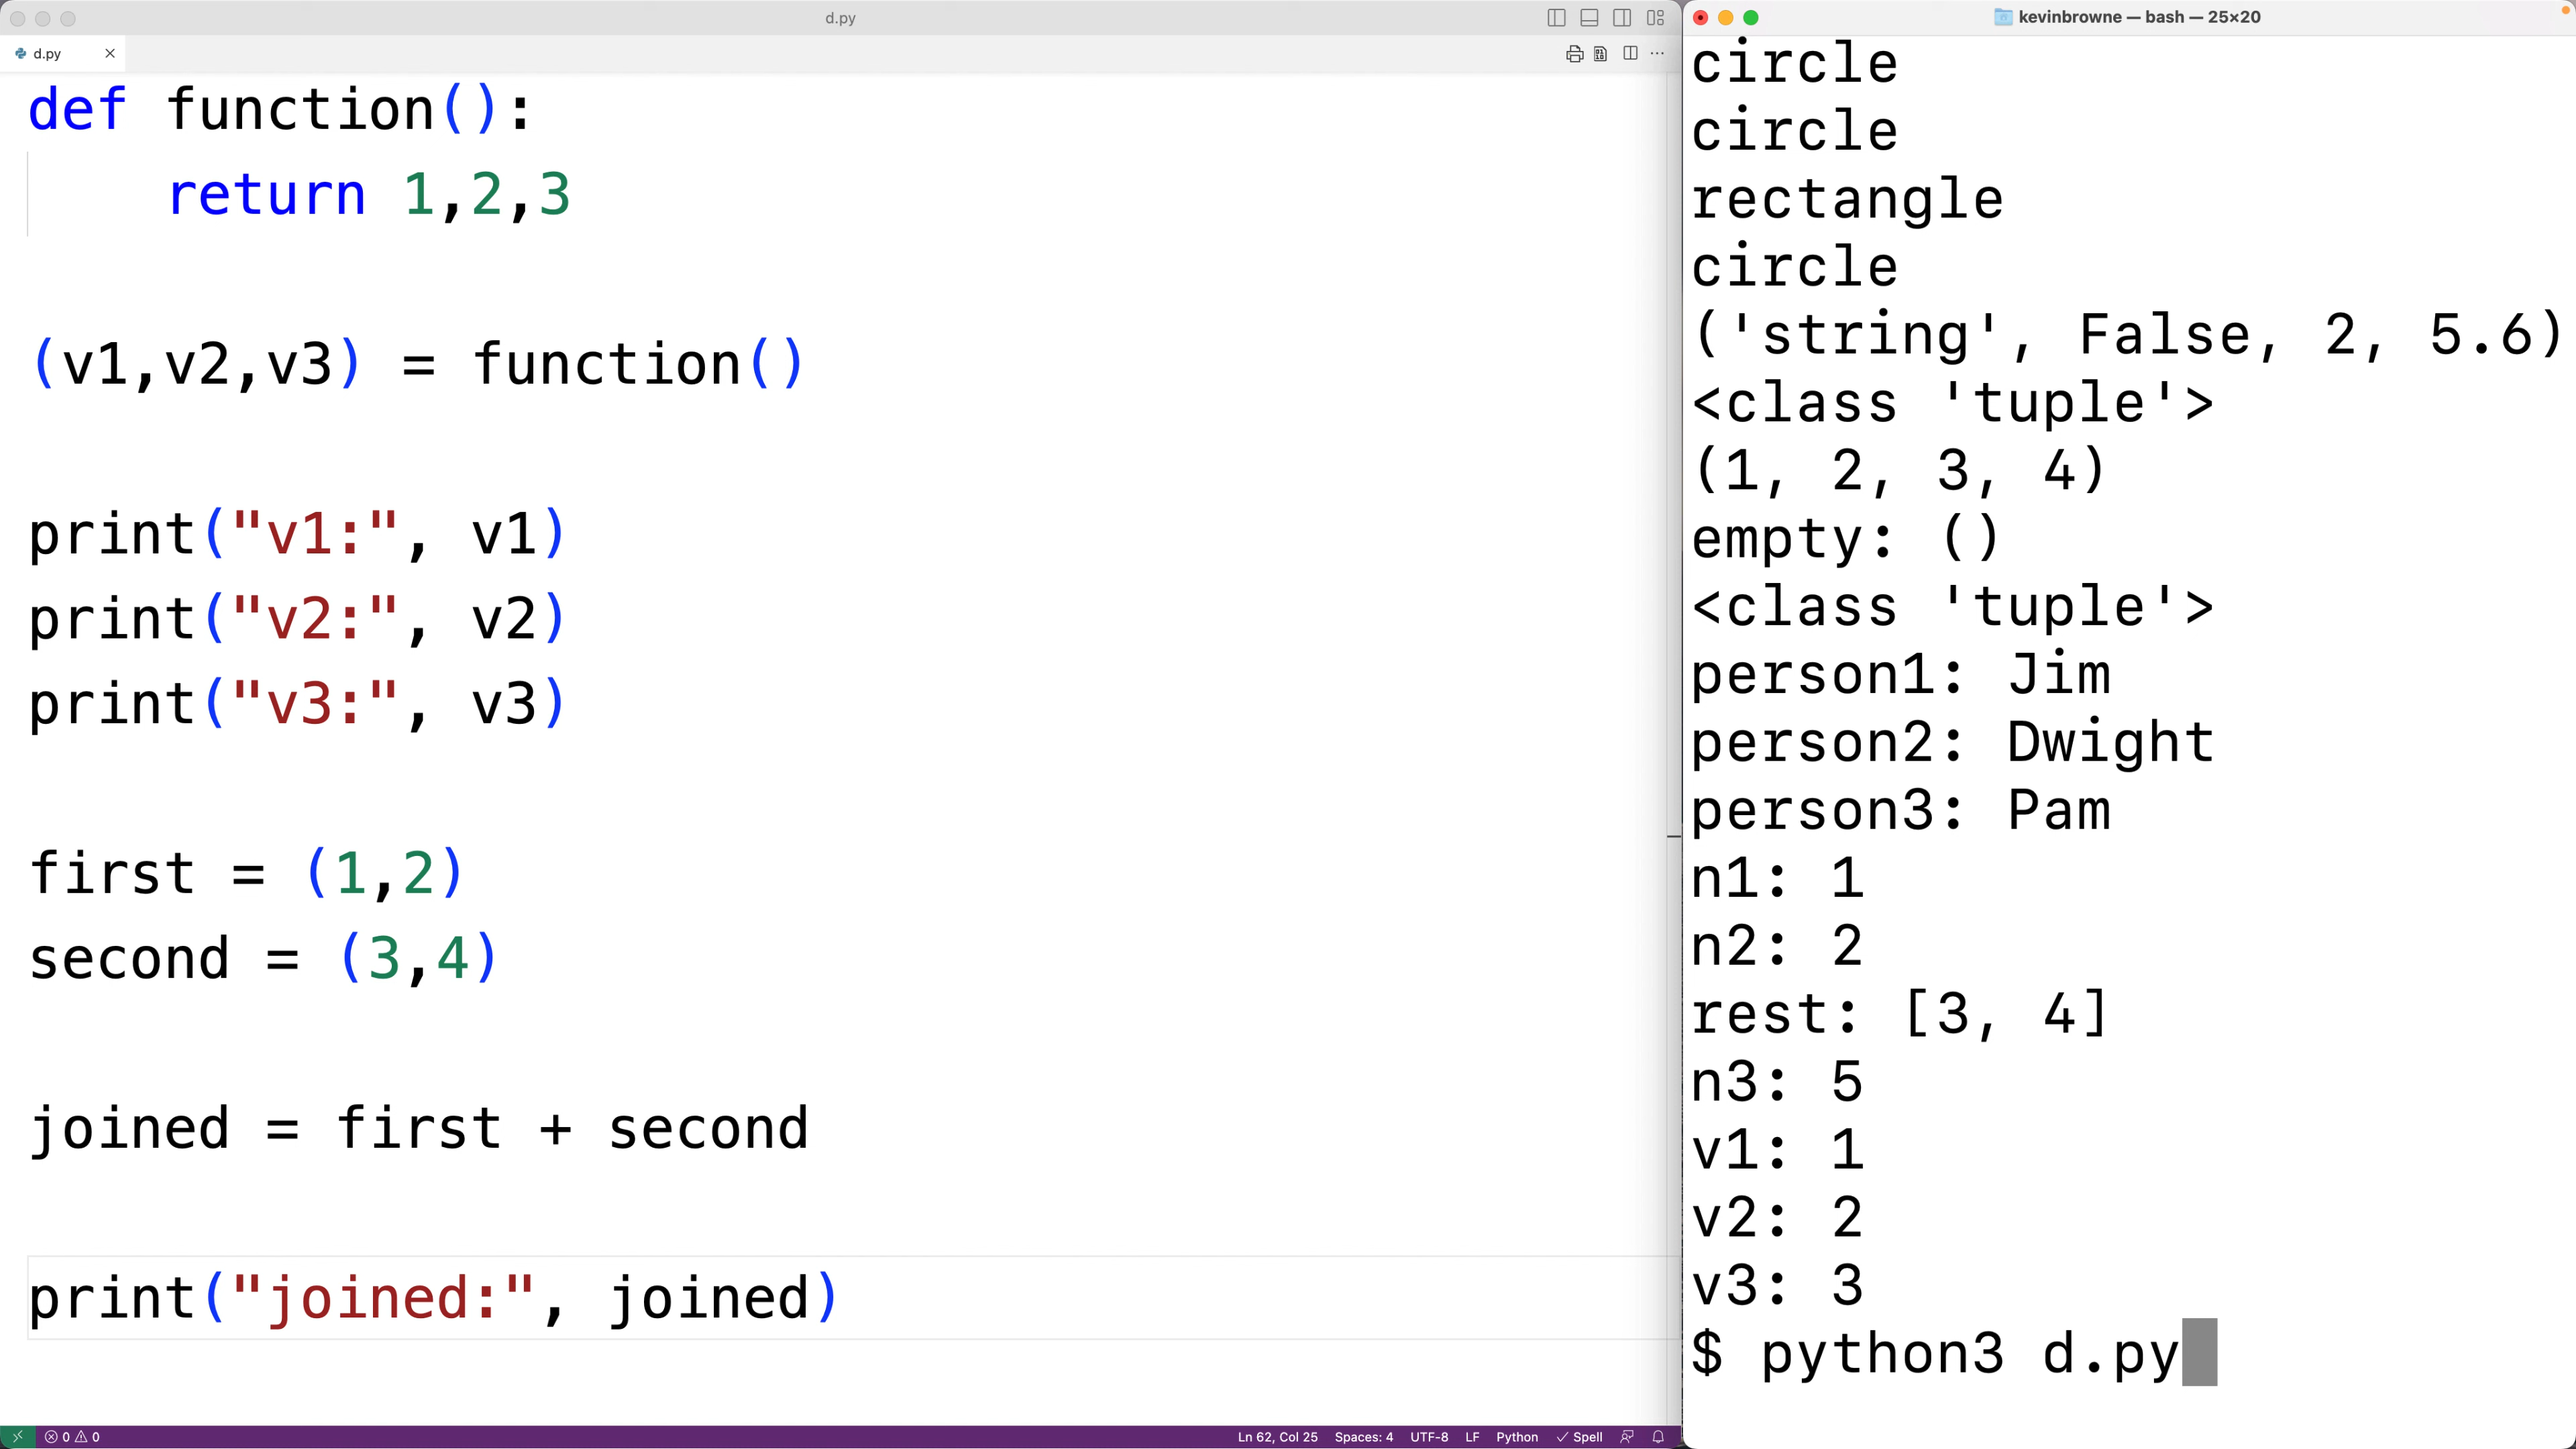 d.py
d.py
def function():
return 1,2,3
(v1,v2,v3) = function()
print("v1:", v1)
print("v2:", v2)
print("v3:", v3)
first = (1,2)
second = (3,4)
joined = first + second
print("joined:", joined)
0 0
Ln 62, Col 25 Spaces: 4 UTF-8 LF Python Spell
kevinbrowne — bash — 25×20
circle
circle
rectangle
circle
('string', False, 2, 5.6)
<class 'tuple'>
(1, 2, 3, 4)
empty: ()
<class 'tuple'>
person1: Jim
person2: Dwight
person3: Pam
n1: 1
n2: 2
rest: [3, 4]
n3: 5
v1: 1
v2: 2
v3: 3
$ python3 d.py